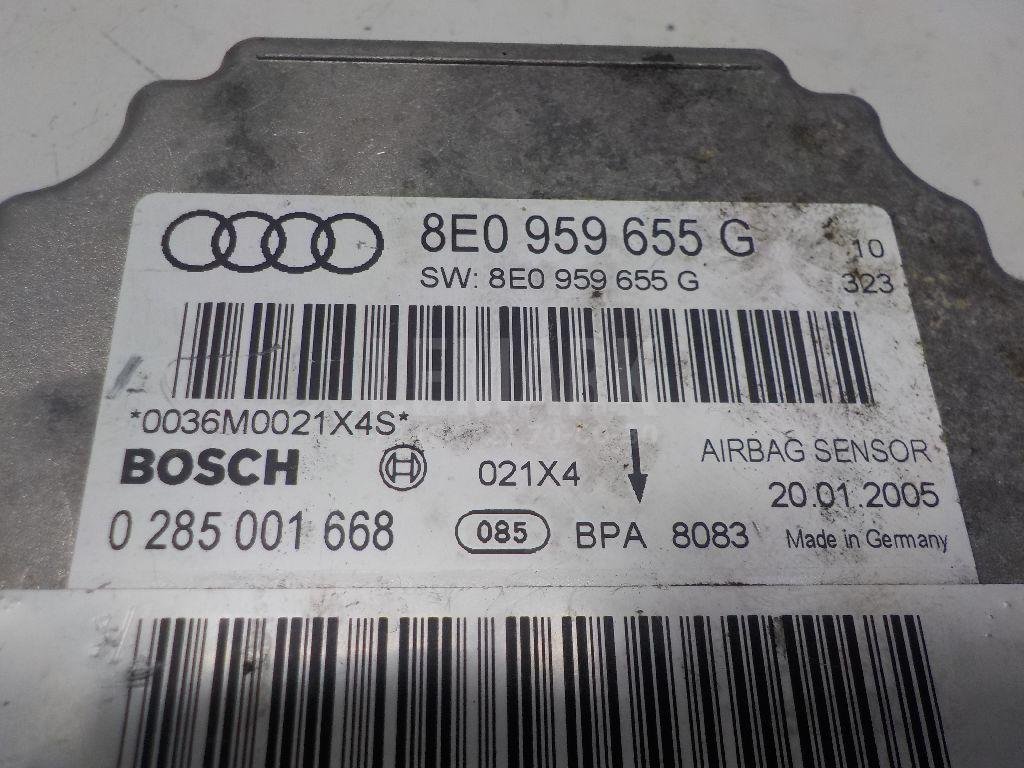 8E0 959 655 G 10
SW: 8E0 959 655 G 323
*0036M0021X4S*
BOSCH 021X4 AIRBAG SENSOR
20.01.2005
0 285 001 668 085 BPA 8083 Made in Germany